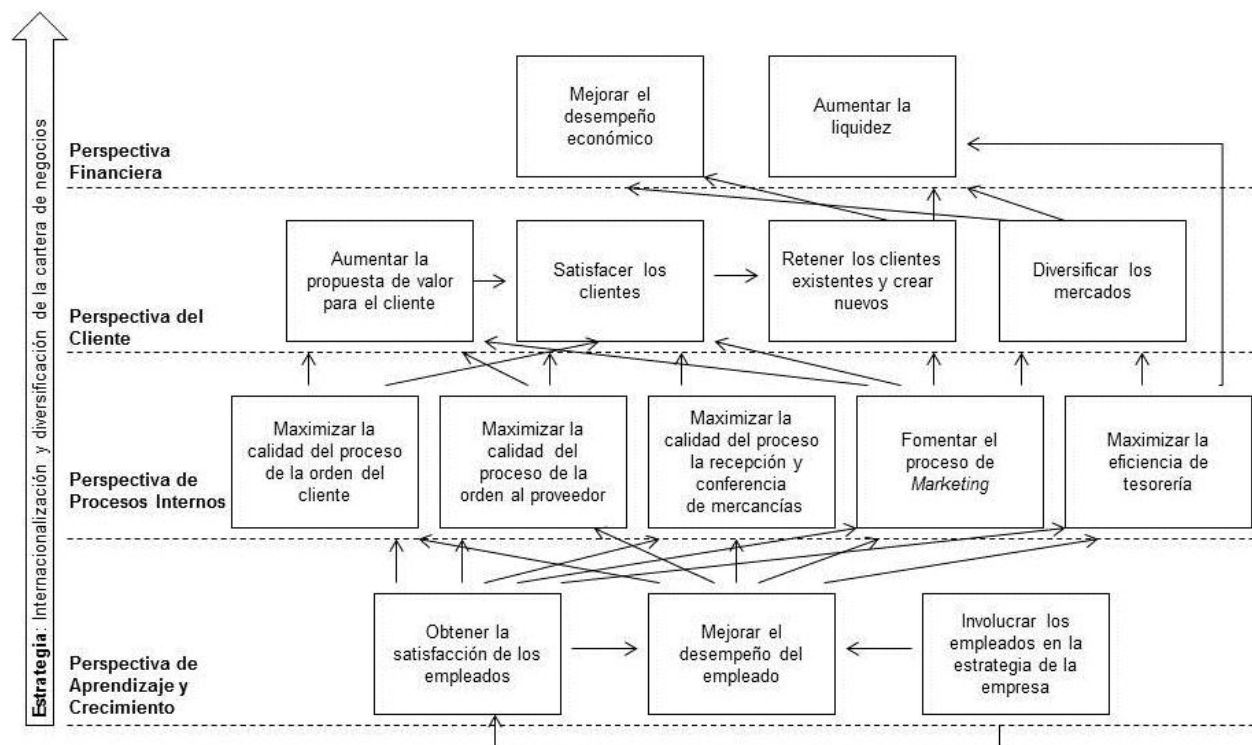 Estrategia: Internacionalización y diversificación de la cartera de negocios
Perspectiva
Financiera
Mejorar el
desempeño
económico
Aumentar la
liquidez
Perspectiva del
Cliente
Aumentar la
propuesta de valor
para el cliente
Satisfacer los
clientes
Retener los clientes
existentes y crear
nuevos
Diversificar los
mercados
Perspectiva de
Procesos Internos
Maximizar la
calidad del proceso
de la orden del
cliente
Maximizar la
calidad del
proceso de la
orden al proveedor
Maximizar la
calidad del proceso
la recepción y
conferencia
de mercancías
Fomentar el
proceso de
Marketing
Maximizar la
eficiencia de
tesorería
Perspectiva de
Aprendizaje y
Crecimiento
Obtener la
satisfacción de los
empleados
Mejorar el
desempeño del
empleado
Involucrar los
empleados en la
estrategia de la
empresa